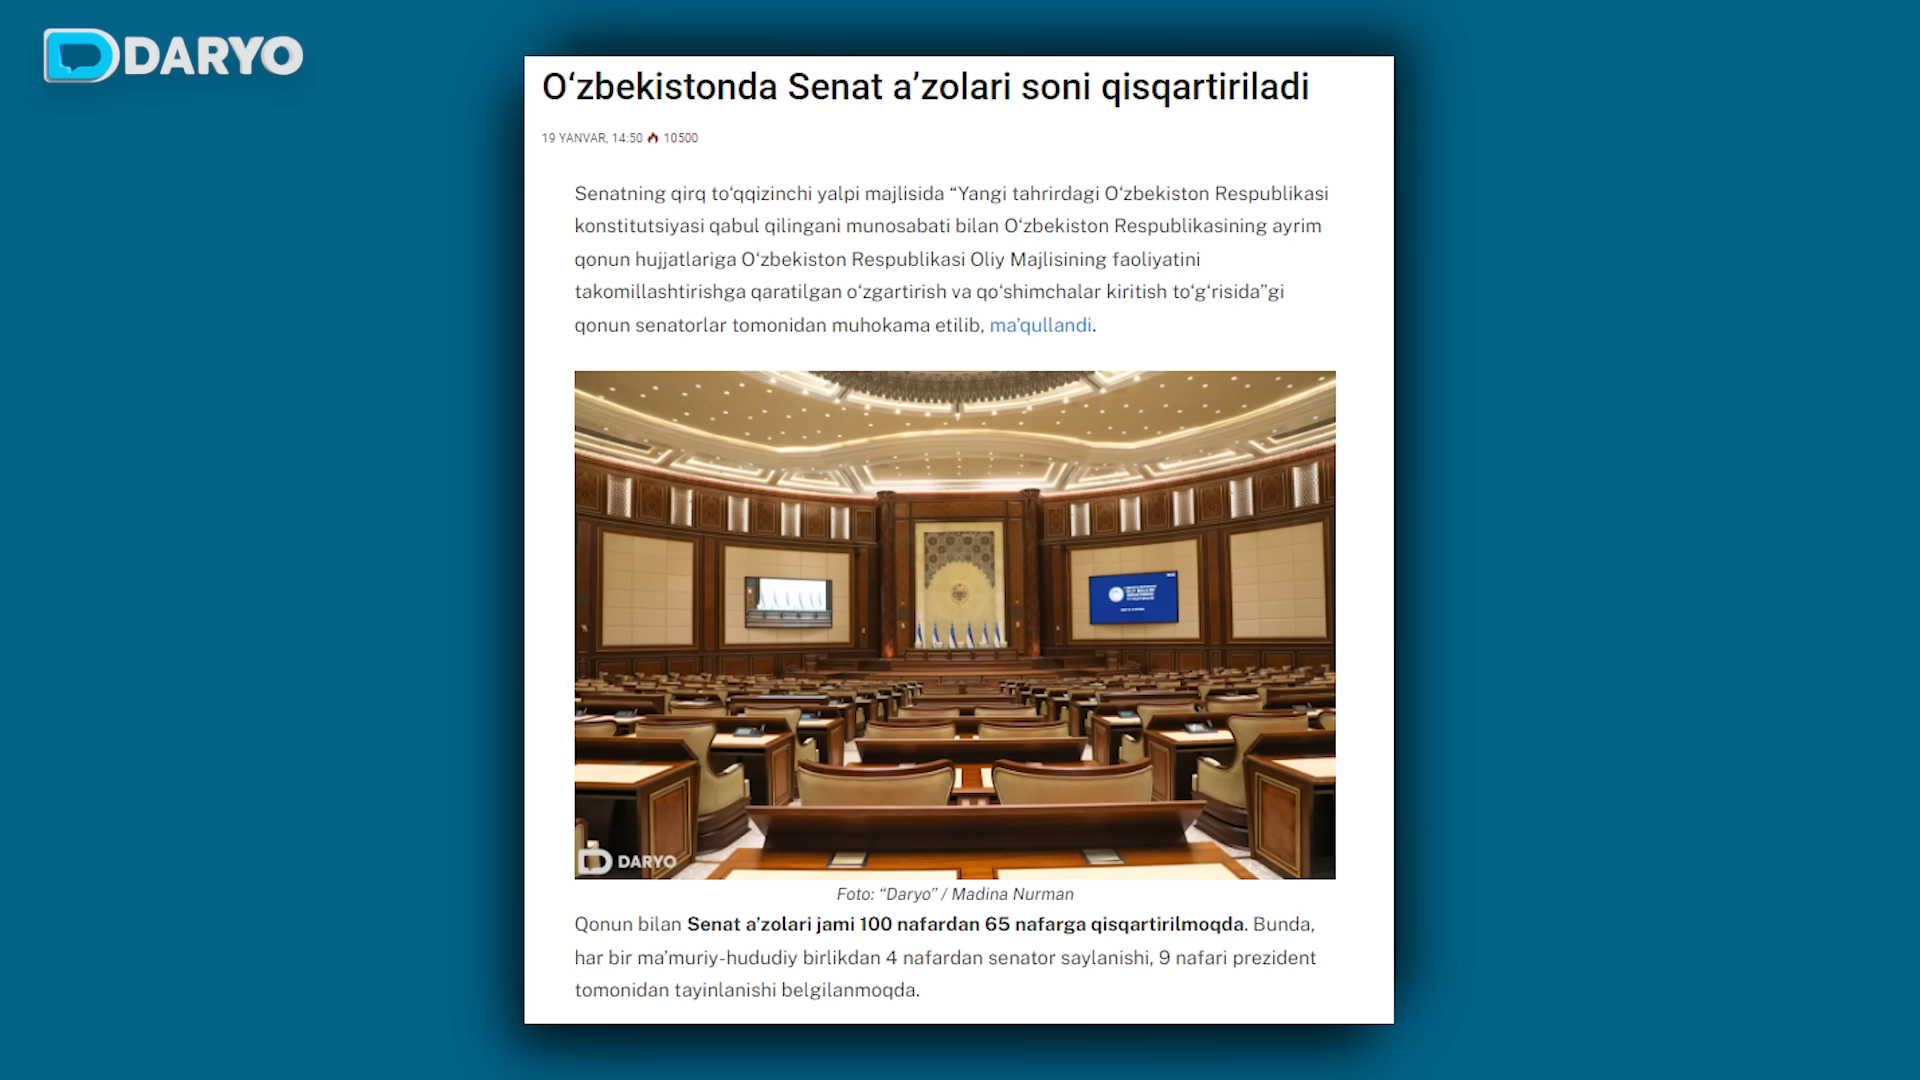 DARYO
O‘zbekistonda Senat a’zolari soni qisqartiriladi
19 YANVAR, 14:50 10500
Senatning qirq to‘qqizinchi yalpi majlisida “Yangi tahrirdagi O‘zbekiston Respublikasi
konstitutsiyasi qabul qilingani munosabati bilan O‘zbekiston Respublikasining ayrim
qonun hujjatlariga O‘zbekiston Respublikasi Oliy Majlisining faoliyatini
takomillashtirishga qaratilgan o‘zgartirish va qo‘shimchalar kiritish to‘g‘risida”gi
qonun senatorlar tomonidan muhokama etilib, ma’qullandi.
DARYO
Foto: “Daryo” / Madina Nurman
Qonun bilan Senat a’zolari jami 100 nafardan 65 nafarga qisqartirilmoqda. Bunda,
har bir ma’muriy-hududiy birlikdan 4 nafardan senator saylanishi, 9 nafari prezident
tomonidan tayinlanishi belgilanmoqda.